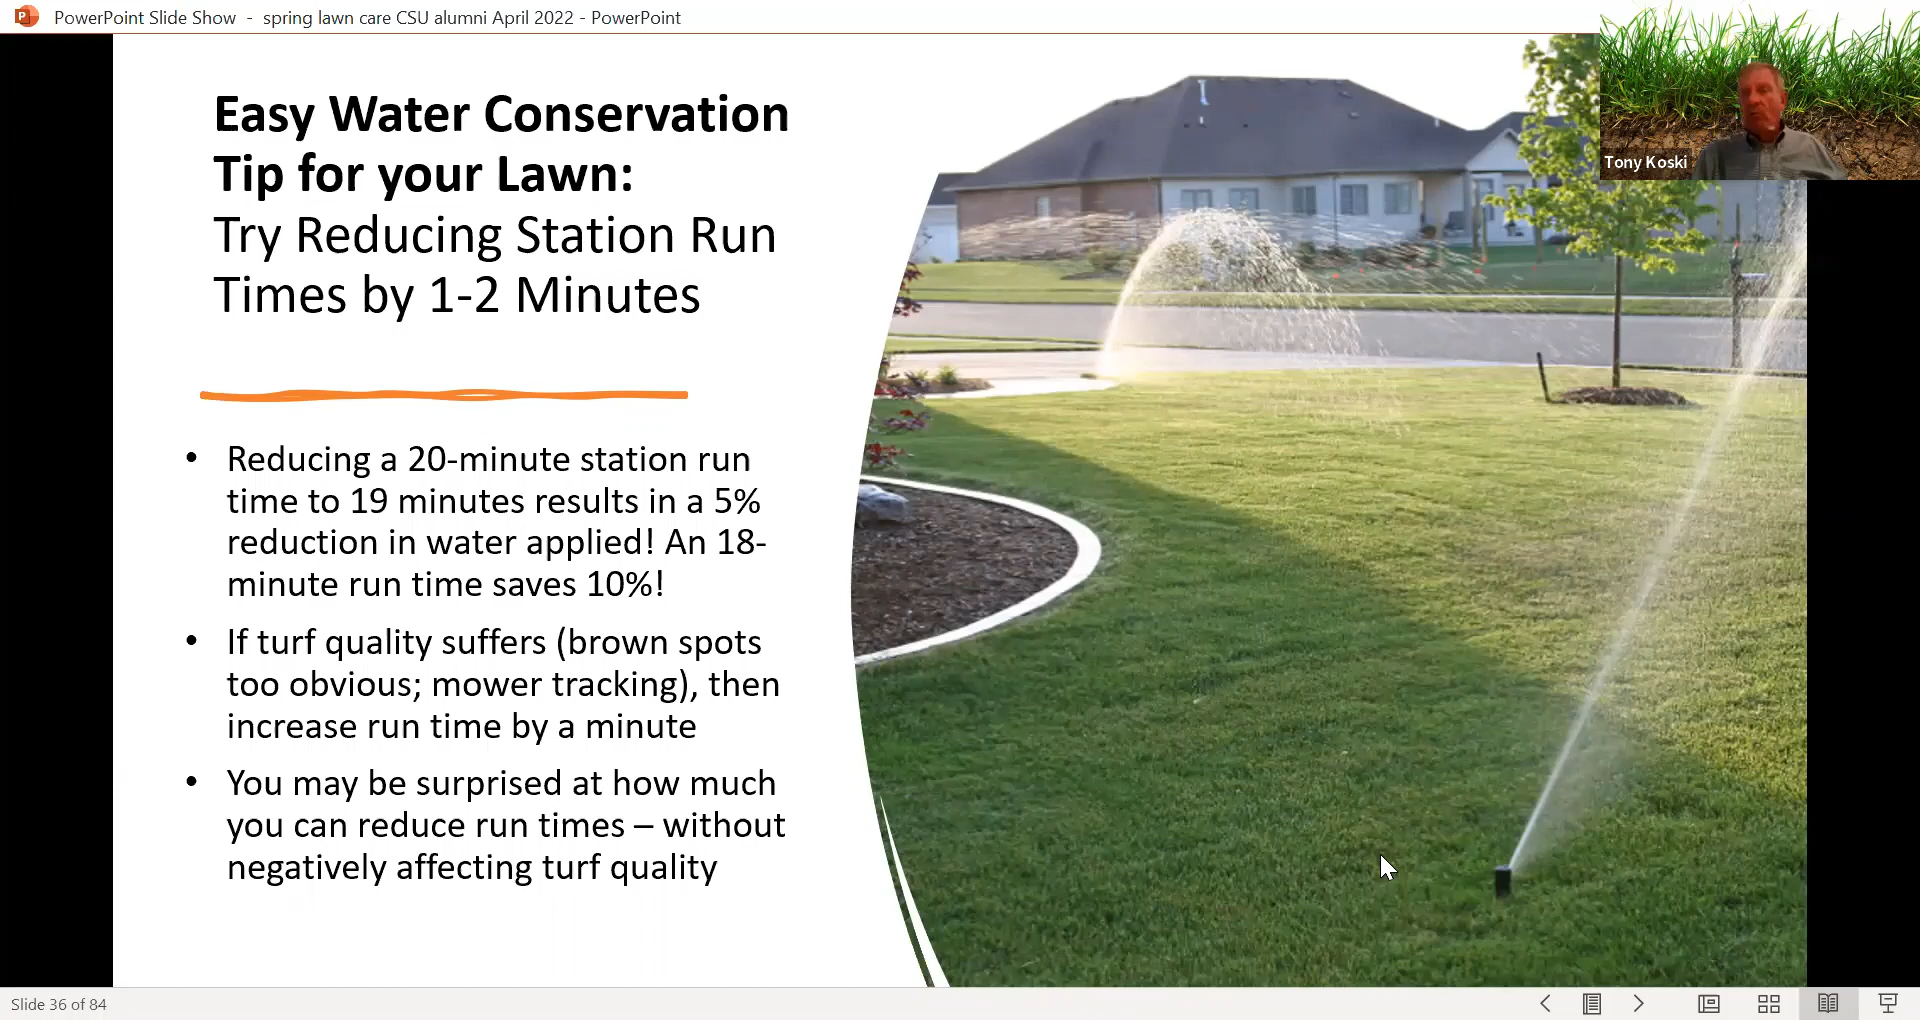 PowerPoint Slide Show - spring lawn care CSU alumni April 2022 - PowerPoint
Tony Koski
Easy Water Conservation
Tip for your Lawn:
Try Reducing Station Run
Times by 1-2 Minutes
• Reducing a 20-minute station run
time to 19 minutes results in a 5%
reduction in water applied! An 18-
minute run time saves 10%!
• If turf quality suffers (brown spots
too obvious; mower tracking), then
increase run time by a minute
• You may be surprised at how much
you can reduce run times – without
negatively affecting turf quality
Slide 36 of 84